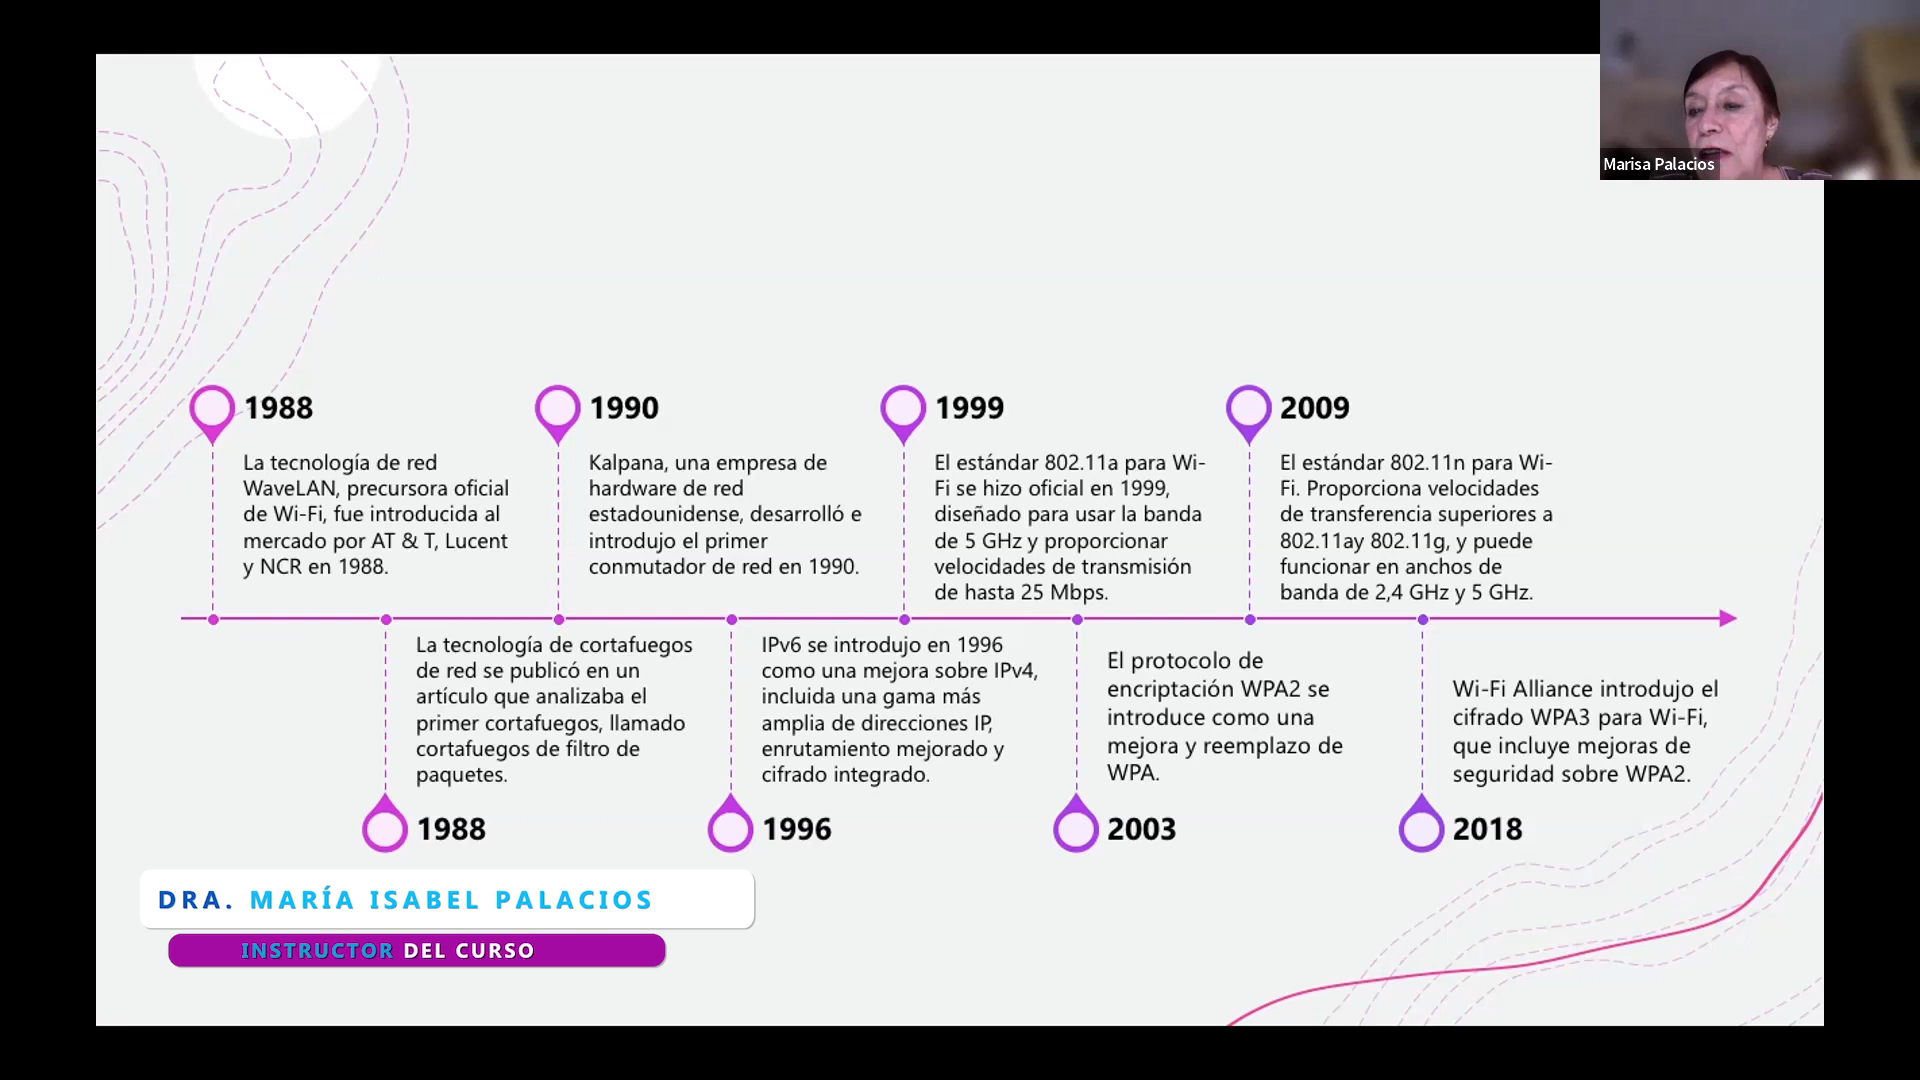 Marisa Palacios
1988
La tecnología de red
WaveLAN, precursora oficial
de Wi-Fi, fue introducida al
mercado por AT & T, Lucent
y NCR en 1988.
1990
Kalpana, una empresa de
hardware de red
estadounidense, desarrolló e
introdujo el primer
conmutador de red en 1990.
1999
El estándar 802.11a para Wi-
Fi se hizo oficial en 1999,
diseñado para usar la banda
de 5 GHz y proporcionar
velocidades de transmisión
de hasta 25 Mbps.
2009
El estándar 802.11n para Wi-
Fi. Proporciona velocidades
de transferencia superiores a
802.11ay 802.11g, y puede
funcionar en anchos de
banda de 2,4 GHz y 5 GHz.
La tecnología de cortafuegos
de red se publicó en un
artículo que analizaba el
primer cortafuegos, llamado
cortafuegos de filtro de
paquetes.
1988
IPv6 se introdujo en 1996
como una mejora sobre IPv4,
incluida una gama más
amplia de direcciones IP,
enrutamiento mejorado y
cifrado integrado.
1996
El protocolo de
encriptación WPA2 se
introduce como una
mejora y reemplazo de
WPA.
2003
Wi-Fi Alliance introdujo el
cifrado WPA3 para Wi-Fi,
que incluye mejoras de
seguridad sobre WPA2.
2018
DRA. MARÍA ISABEL PALACIOS
INSTRUCTOR DEL CURSO